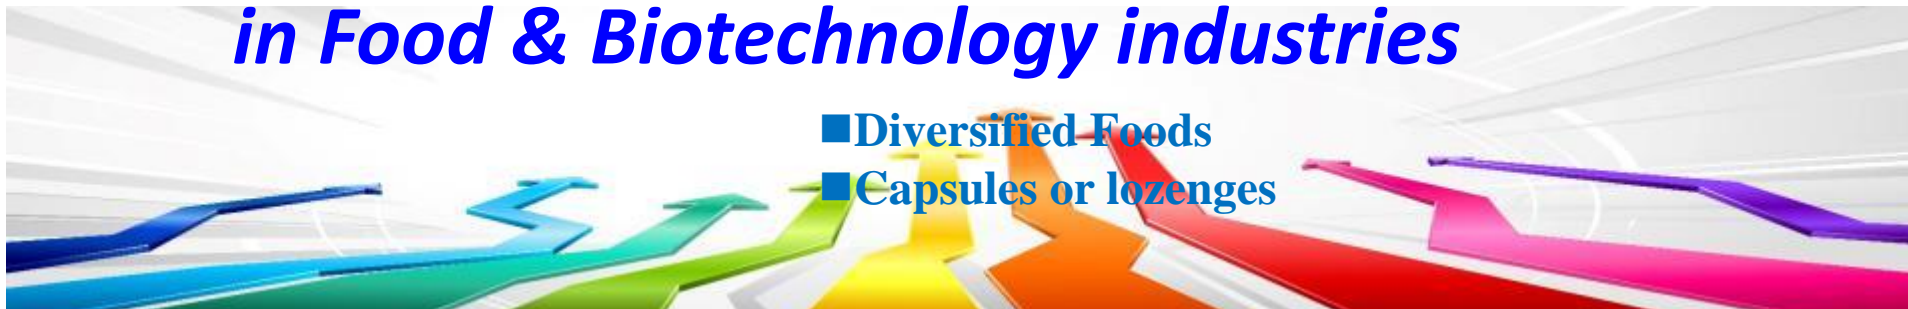 in Food & Biotechnology industries
■Diversified Foods
■Capsules or lozenges